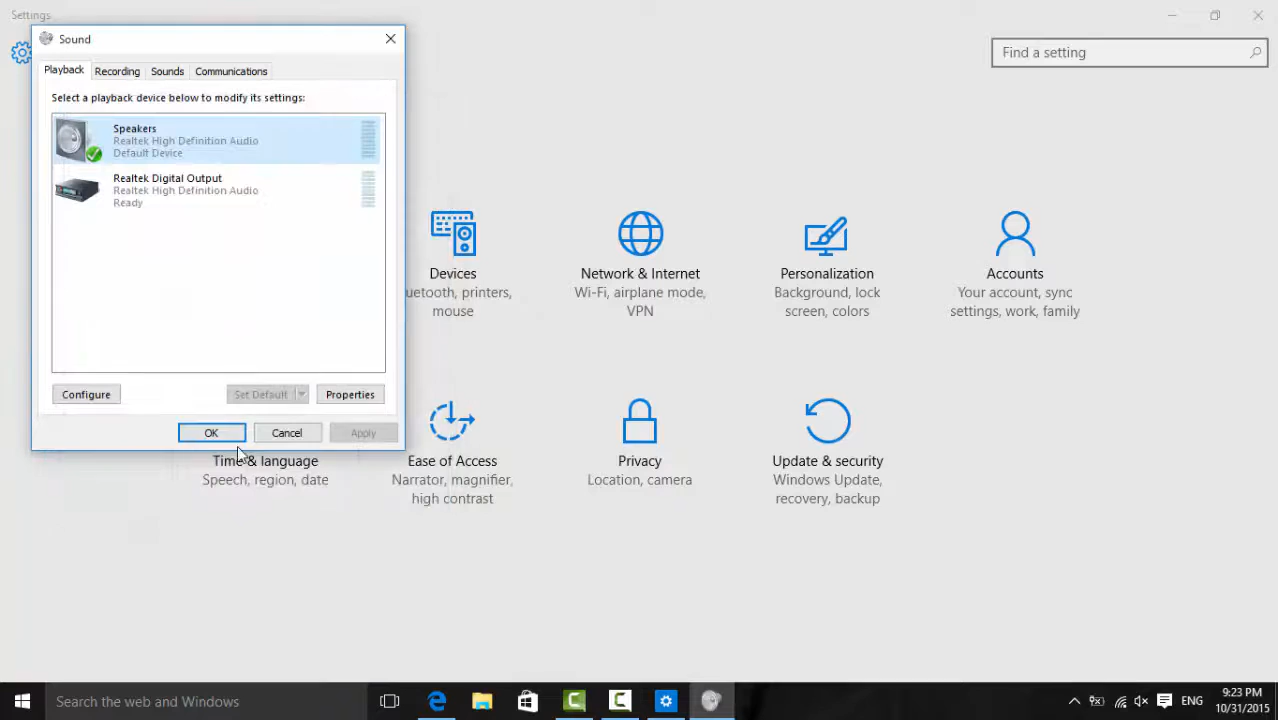 Settings
Sound
Playback
Recording
Sounds
Communications
Select a playback device below to modify its settings:
Speakers
Realtek High Definition Audio
Default Device
Realtek Digital Output
Realtek High Definition Audio
Ready
Configure
Set Default
Properties
OK
Cancel
Apply
Find a setting
Devices
uetooth, printers,
mouse
Network & Internet
Wi-Fi, airplane mode,
VPN
Personalization
Background, lock
screen, colors
Accounts
Your account, sync
settings, work, family
Time & language
Speech, region, date
Ease of Access
Narrator, magnifier,
high contrast
Privacy
Location, camera
Update & security
Windows Update,
recovery, backup
Search the web and Windows
ENG
9:23 PM
10/31/2015